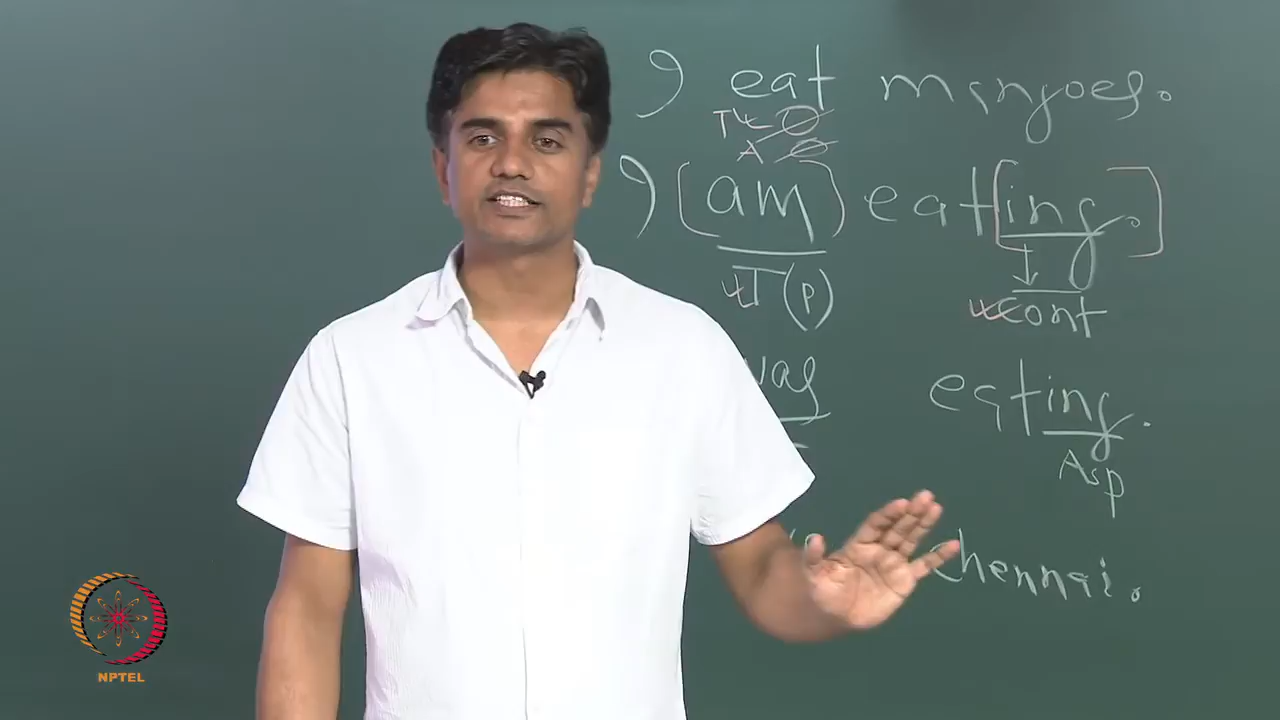 I eat mangoes.
T ∅
A ∅
I [am] eat[ing.]
T(p) cont
was eating.
Asp
chennai.
NPTEL